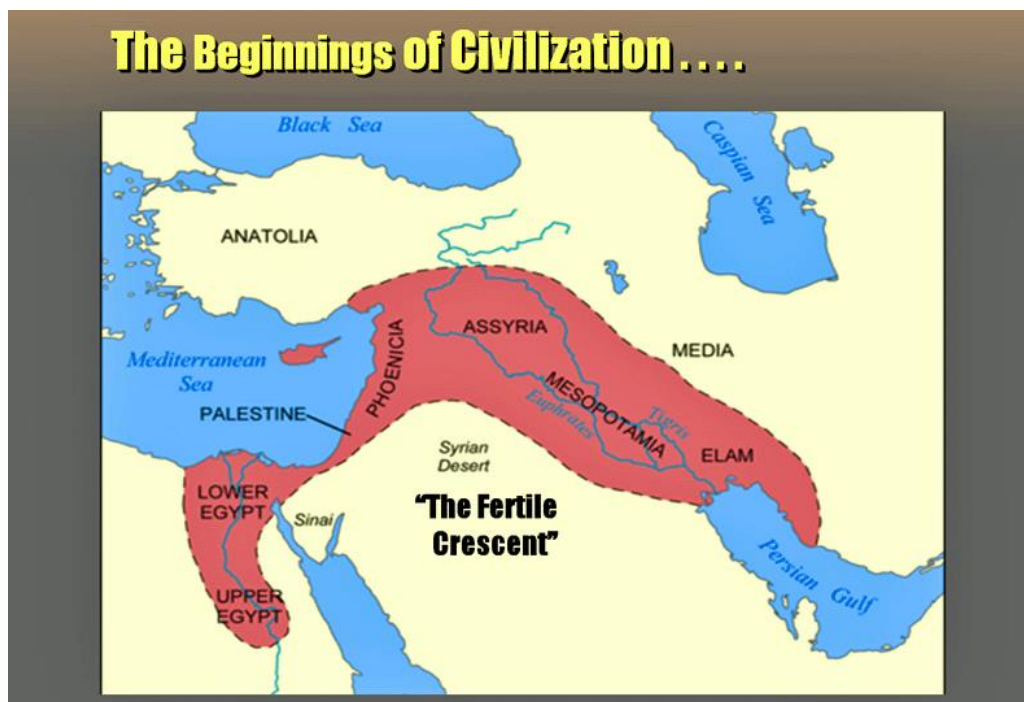 The Beginnings of Civilization . . . .
Black Sea
Caspian
Sea
ANATOLIA
ASSYRIA
MEDIA
Mediterranean
Sea
PHOENICIA
PALESTINE
MESOPOTAMIA
Euphrates
Tigris
ELAM
Syrian
Desert
LOWER
EGYPT
Sinai
“The Fertile
Crescent”
Persian Gulf
UPPER
EGYPT